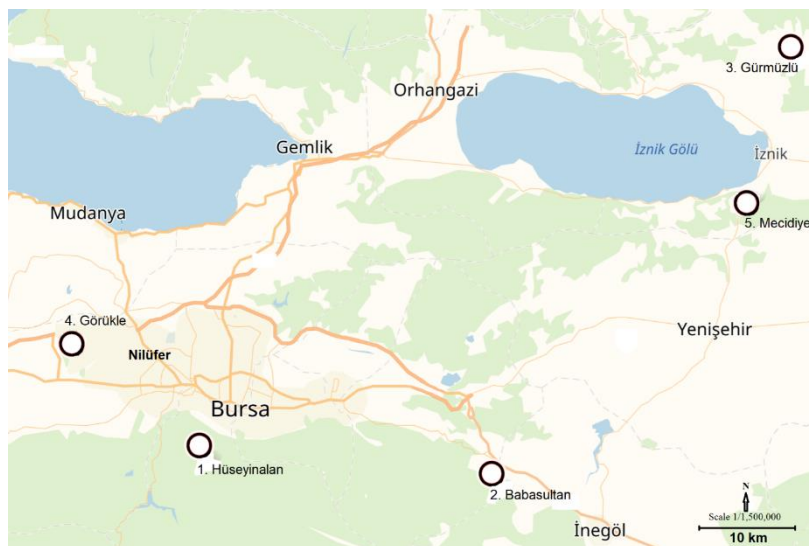 3. Gürmüzlü
Orhangazi
Gemlik
İznik Gölü
İznik
Mudanya
5. Mecidiye
4. Görükle
Yenişehir
Nilüfer
Bursa
1. Hüseyinalan
2. Babasultan
N
Scale 1/1,500,000
İnegöl
10 km